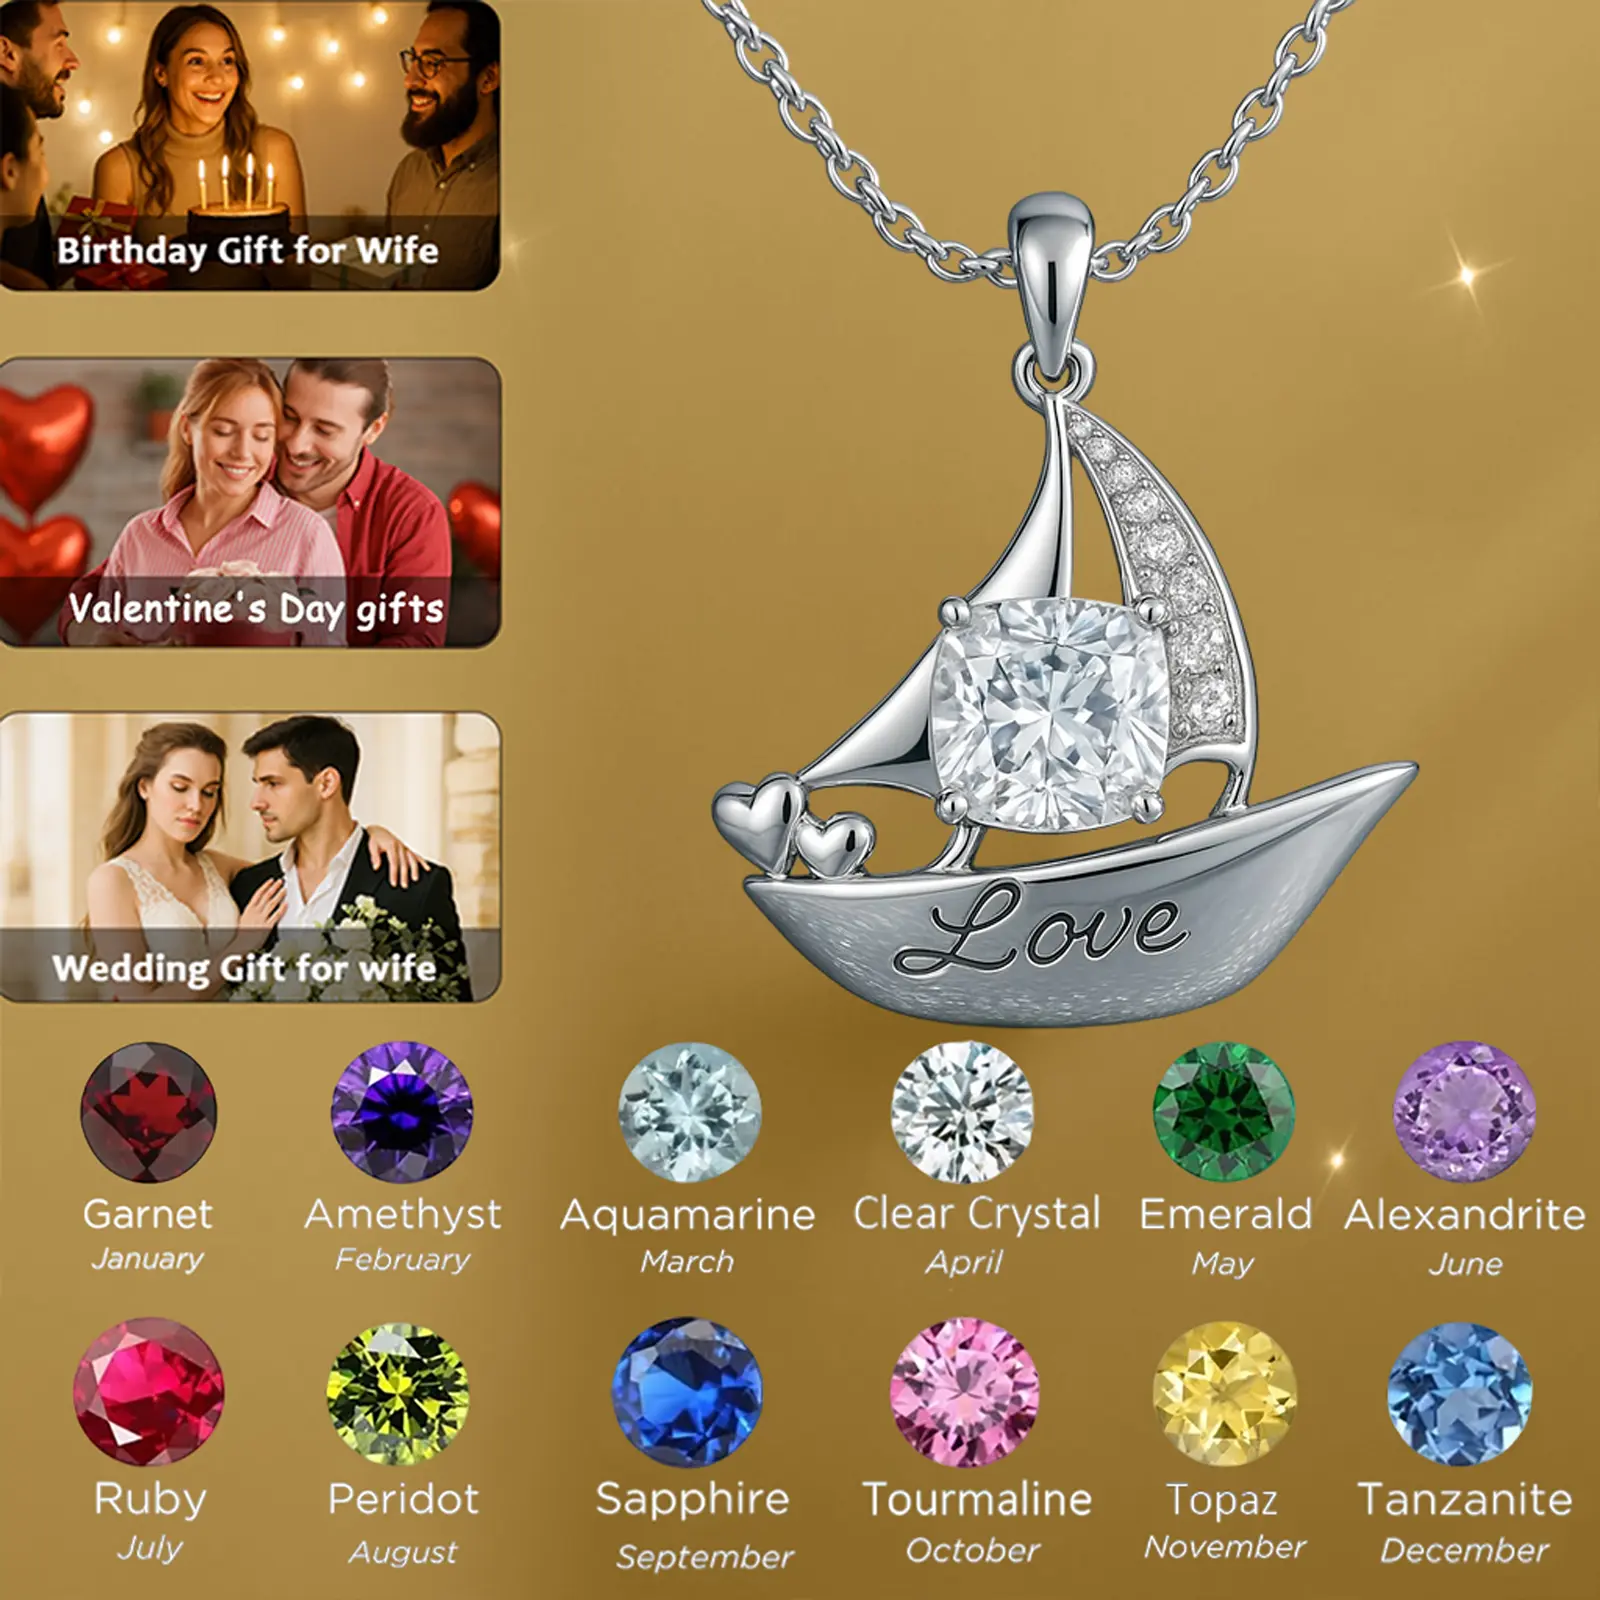 Birthday Gift for Wife
Valentine's Day gifts
Wedding Gift for wife
Love
Garnet
January
Amethyst
February
Aquamarine
March
Clear Crystal
April
Emerald
May
Alexandrite
June
Ruby
July
Peridot
August
Sapphire
September
Tourmaline
October
Topaz
November
Tanzanite
December